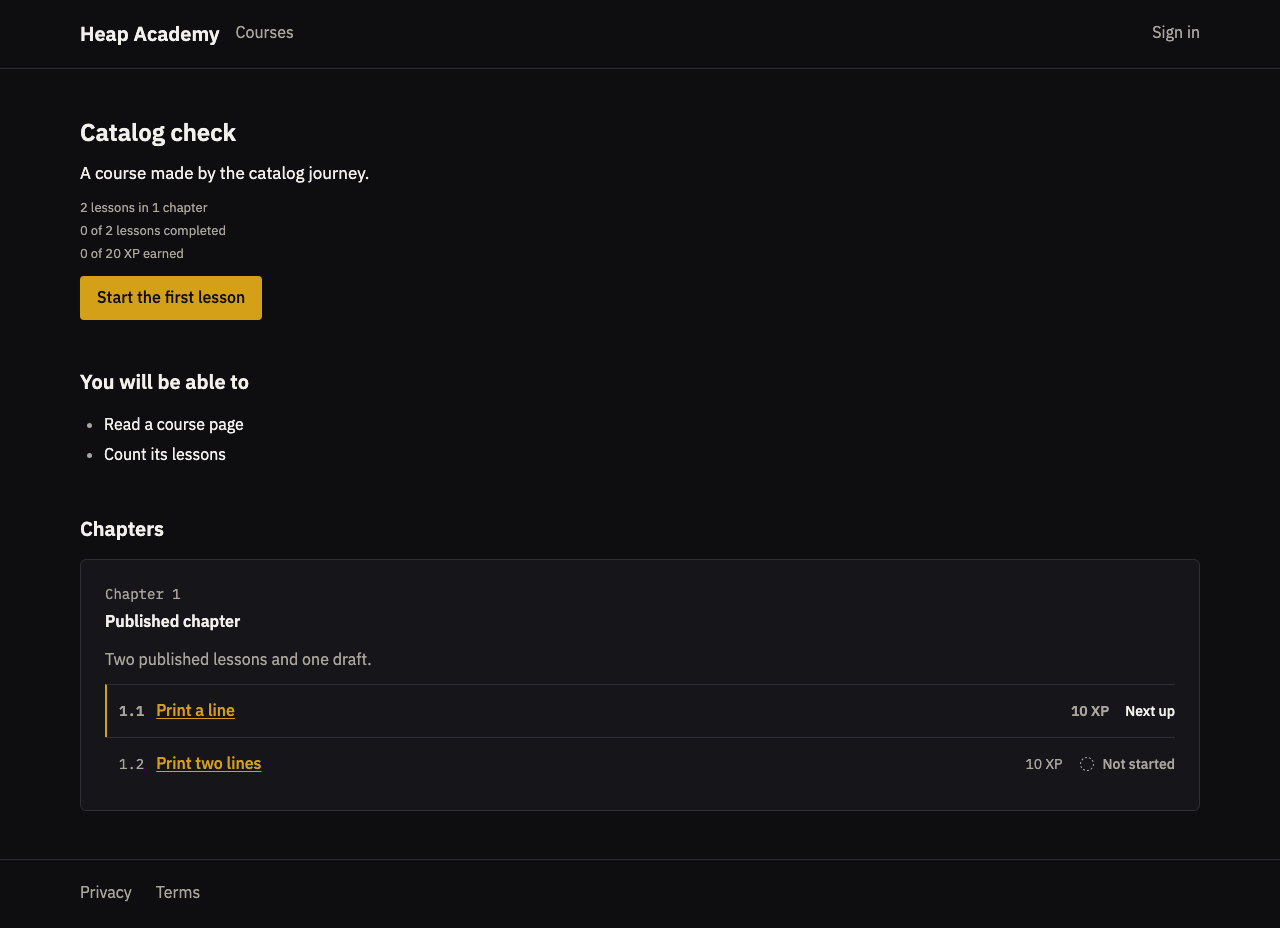 Heap Academy Courses Sign in
Catalog check
A course made by the catalog journey.
2 lessons in 1 chapter
0 of 2 lessons completed
0 of 20 XP earned
Start the first lesson
You will be able to
Read a course page
Count its lessons
Chapters
Chapter 1
Published chapter
Two published lessons and one draft.
1.1 Print a line 10 XP Next up
1.2 Print two lines 10 XP Not started
Privacy Terms